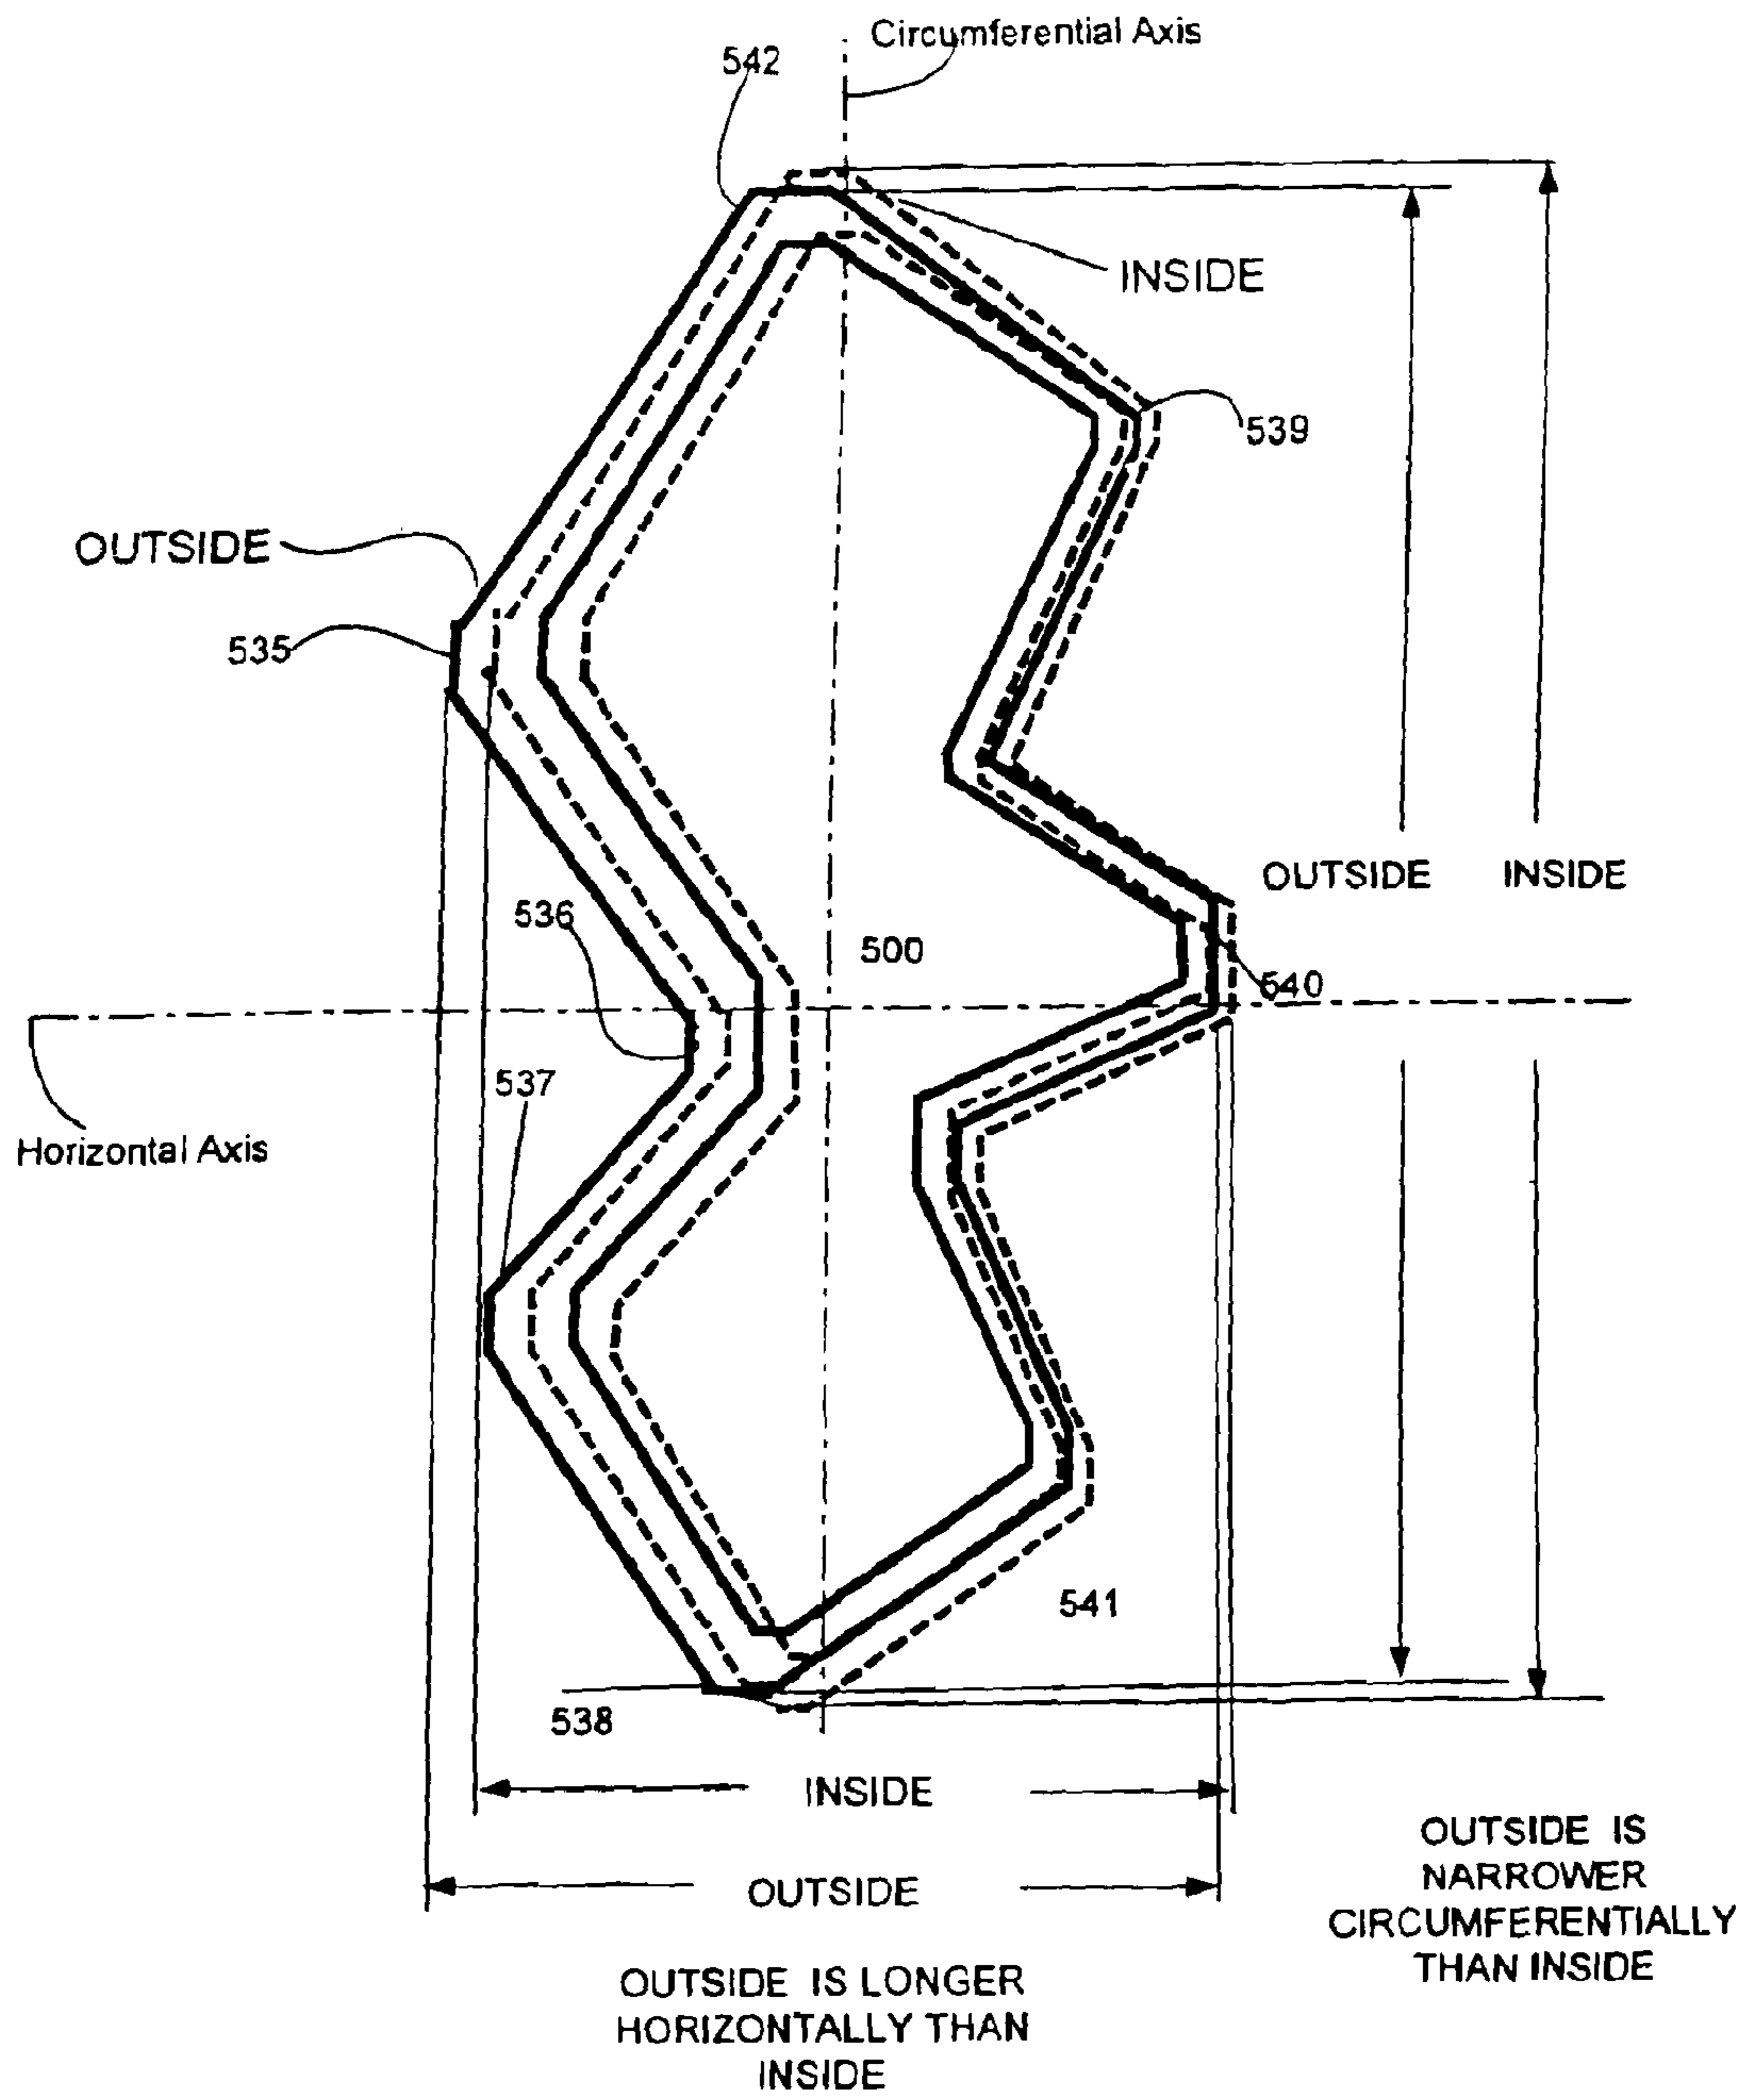 Circumferential Axis
542
INSIDE
539
OUTSIDE
535
OUTSIDE
INSIDE
536
500
540
537
Horizontal Axis
541
538
INSIDE
OUTSIDE
OUTSIDE IS
NARROWER
CIRCUMFERENTIALLY
THAN INSIDE
OUTSIDE IS LONGER
HORIZONTALLY THAN
INSIDE